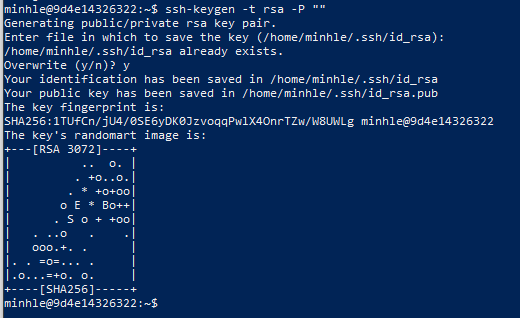 minhle@9d4e14326322:~$ ssh-keygen -t rsa -P ""
Generating public/private rsa key pair.
Enter file in which to save the key (/home/minhle/.ssh/id_rsa):
/home/minhle/.ssh/id_rsa already exists.
Overwrite (y/n)? y
Your identification has been saved in /home/minhle/.ssh/id_rsa
Your public key has been saved in /home/minhle/.ssh/id_rsa.pub
The key fingerprint is:
SHA256:1TUfCn/jU4/0SE6yDK0JzvoqqPwlX4OnrTZw/W8UWLg minhle@9d4e14326322
The key's randomart image is:
+---[RSA 3072]----+
|          ..  o. |
|         . +o..o.|
|        . * +o+oo|
|       o E * Bo++|
|      . S o + +oo|
|   . ..o   .    .|
|   ooo.+. .      |
|. . =o=... .     |
|.o...=+o. o.     |
+----[SHA256]-----+
minhle@9d4e14326322:~$